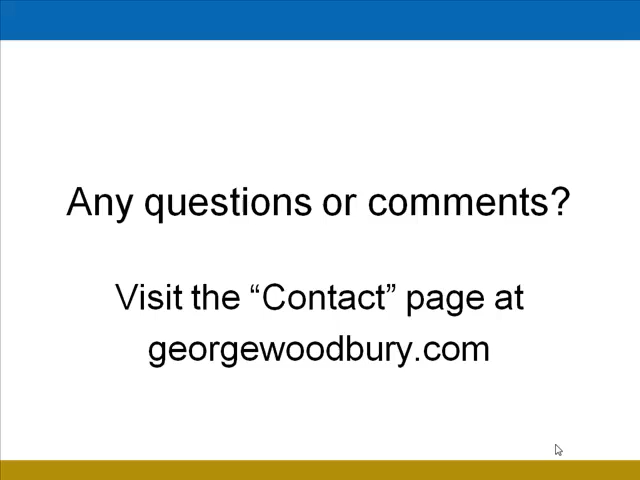 Any questions or comments?
Visit the “Contact” page at
georgewoodbury.com